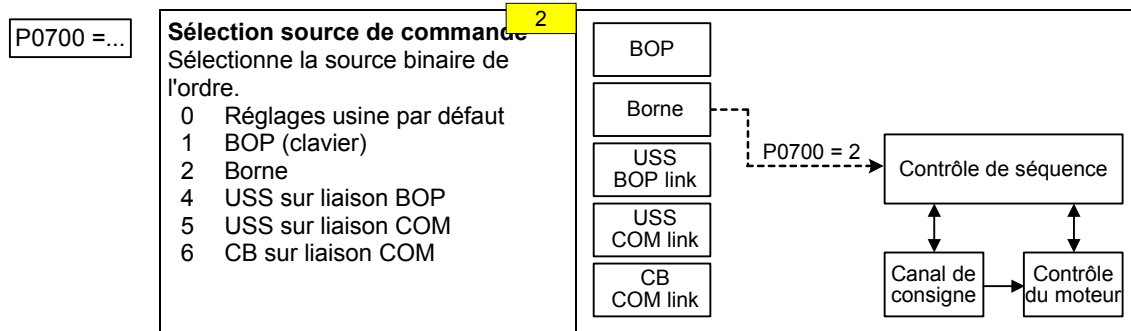 P0700 =...
2
Sélection source de commande
Sélectionne la source binaire de
l'ordre.
0 Réglages usine par défaut
1 BOP (clavier)
2 Borne
4 USS sur liaison BOP
5 USS sur liaison COM
6 CB sur liaison COM
BOP
Borne
USS
BOP link
USS
COM link
CB
COM link
P0700 = 2
Contrôle de séquence
Canal de
consigne
Contrôle
du moteur